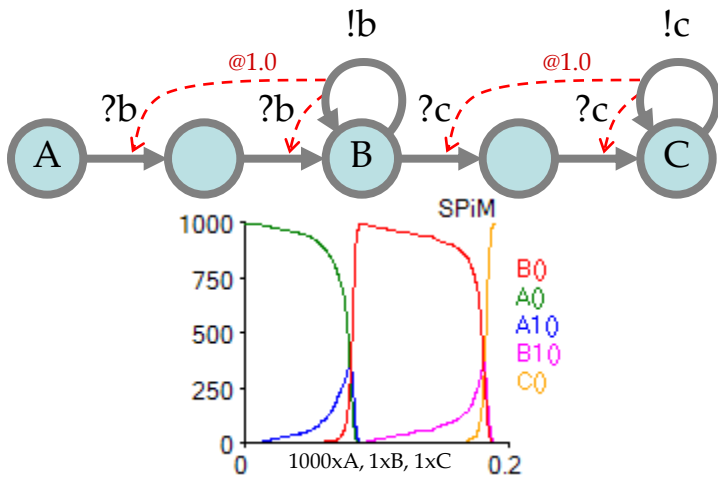 !b !c
@1.0 @1.0
?b ?b ?c ?c
A B C
SPiM
1000
750
500
250
0
B()
A()
A1()
B1()
C()
0 1000xA, 1xB, 1xC 0.2